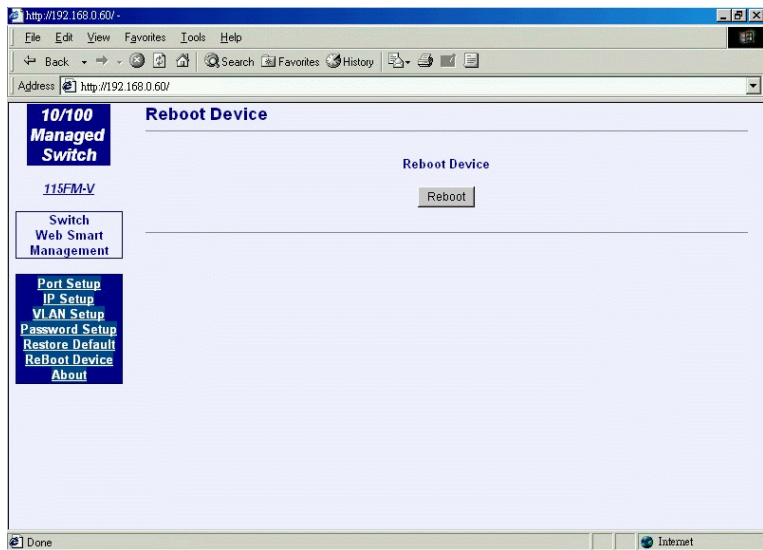 http://192.168.0.60/ -
File Edit View Favorites Tools Help
Back Search Favorites History
Address http://192.168.0.60/
10/100
Managed
Switch
115FM-V
Switch
Web Smart
Management
Port Setup
IP Setup
VLAN Setup
Password Setup
Restore Default
ReBoot Device
About
Reboot Device
Reboot Device
Reboot
Done Internet